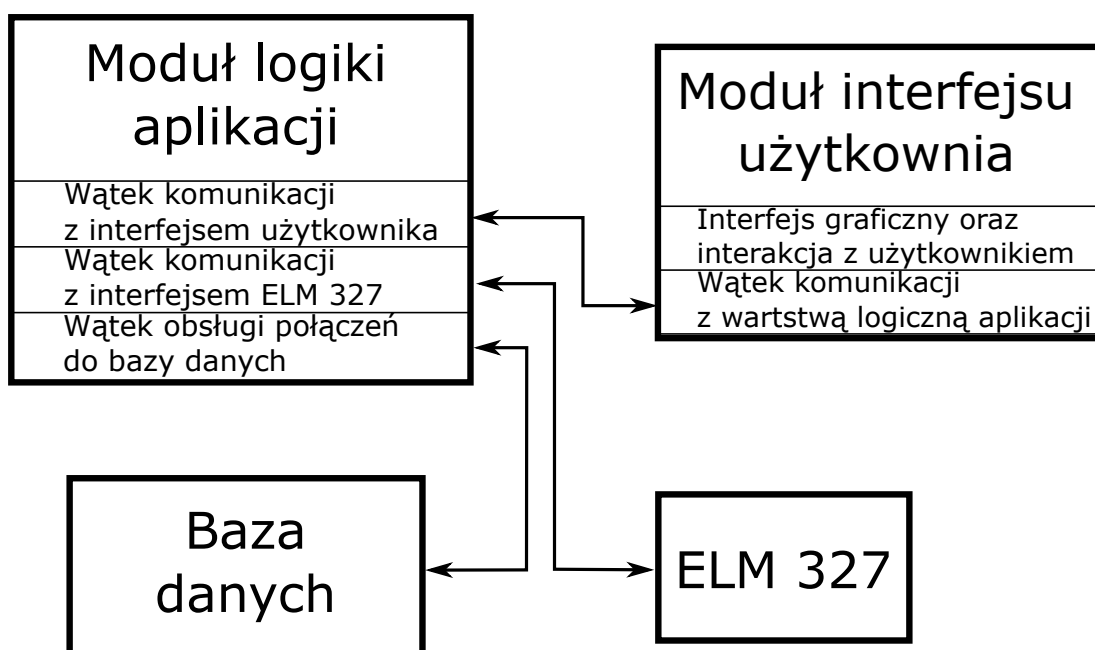 Moduł logiki
aplikacji
Wątek komunikacji
z interfejsem użytkownika
Wątek komunikacji
z interfejsem ELM 327
Wątek obsługi połączeń
do bazy danych
Moduł interfejsu
użytkownia
Interfejs graficzny oraz
interakcja z użytkownikiem
Wątek komunikacji
z wartstwą logiczną aplikacji
Baza
danych
ELM 327